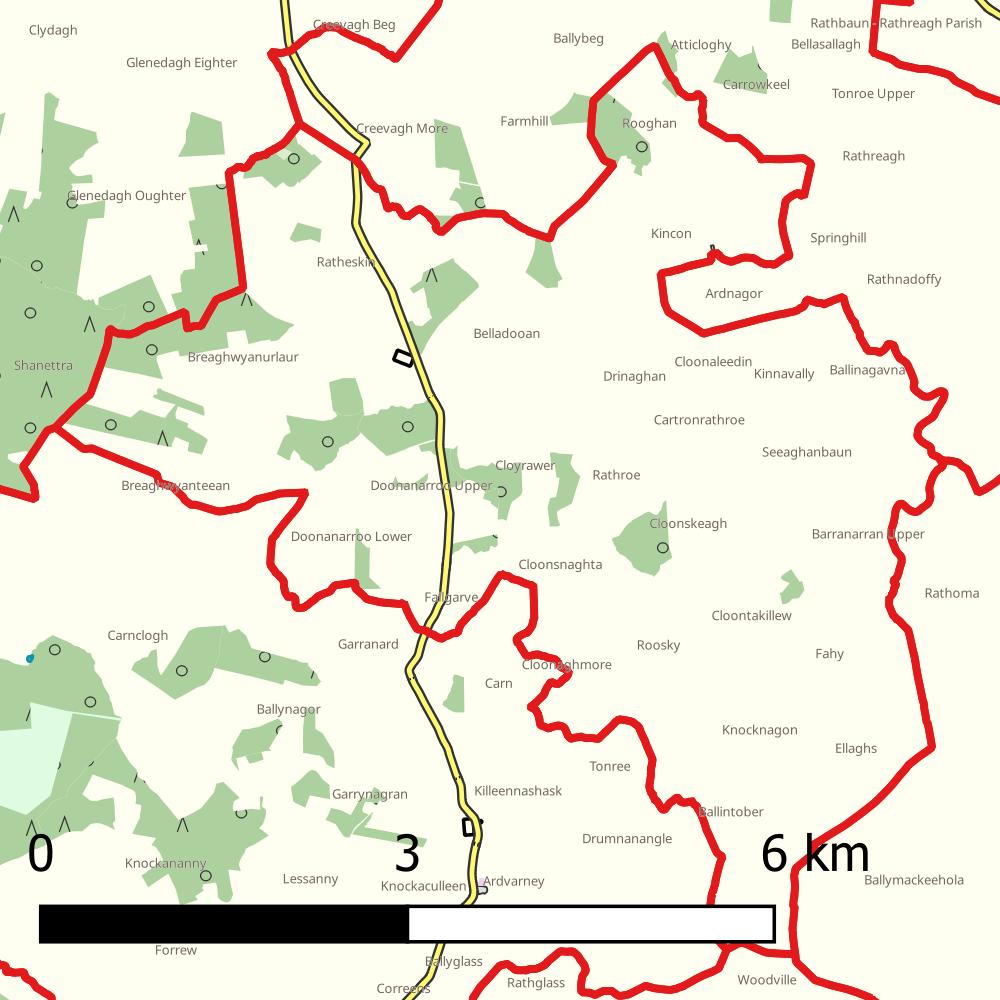 Clydagh
Creevagh Beg
Rathbaun - Rathreagh Parish
Ballybeg
Atticloghy
Bellasallagh
Glenedagh Eighter
Carrowkeel
Tonroe Upper
Creevagh More
Farmhill
Rooghan
Rathreagh
Glenedagh Oughter
Kincon
Springhill
Ratheskin
Rathnadoffy
Ardnagor
Belladooan
Breaghwyanurlaur
Shanettra
Cloonaleedin
Drinaghan
Kinnavally
Ballinagavna
Cartronrathroe
Seeaghanbaun
Cloyrawer
Rathroe
Breaghwyanteean
Doonanarroo Upper
Cloonskeagh
Doonanarroo Lower
Barranarran Upper
Cloonsnaghta
Fallgarve
Rathoma
Cloontakillew
Carnclogh
Garranard
Roosky
Fahy
Cloonaghmore
Carn
Ballynagor
Knocknagon
Ellaghs
Tonree
Garrynagran
Killeennashask
Ballintober
Drumnanangle
0 3 6 km
Knockananny
Lessanny
Knockaculleen
Ardvarney
Ballymackeehola
Forrew
Ballyglass
Rathglass
Woodville
Correens